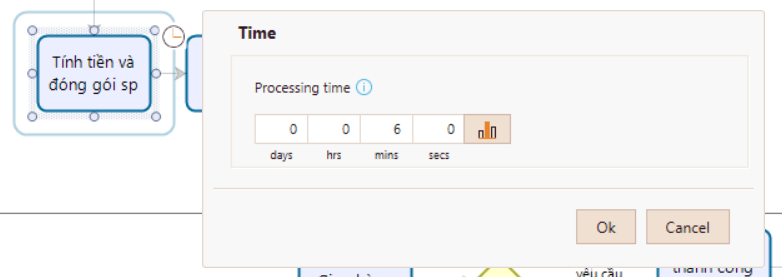 Time
Tính tiền và
đóng gói sp
Processing time
0 0 6 0
days hrs mins secs
Ok Cancel
yêu cầu
thành công